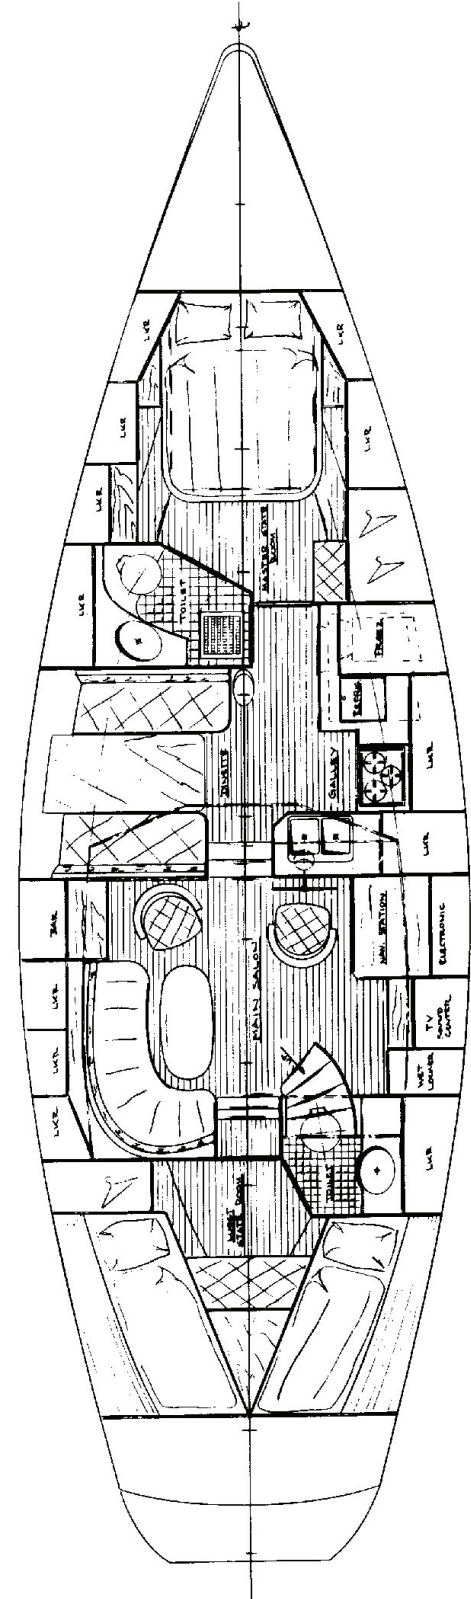 LKR
LKR
LKR
LKR
LKR
MASTER STATE
ROOM
TOILET
LKR
FREEZ
REFRIG
DINETTE
GALLEY
LKR
LKR
BAR
NAV. STATION
ELECTRONIC
MAIN SALON
LKR
TV
SOUND
CENTER
LKR
WET
LOCKER
LKR
TOILET
LKR
GUEST
STATE ROOM